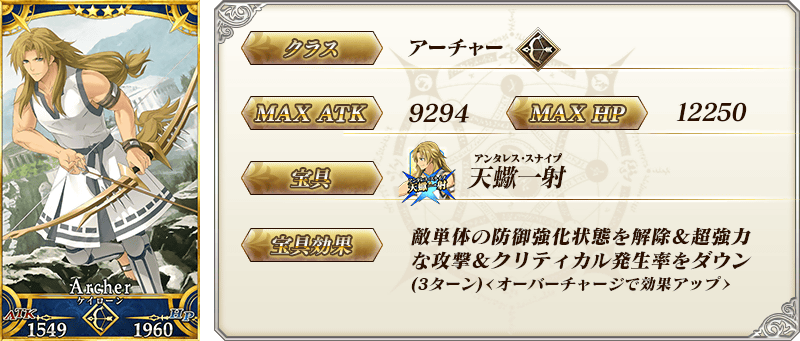 Archer
ケイローン
ATK
HP
1549
1960
クラス
アーチャー
MAX ATK
9294
MAX HP
12250
宝具
天蠍一射
アンタレス・スナイプ
天蠍一射
宝具効果
敵単体の防御強化状態を解除＆超強力
な攻撃＆クリティカル発生率をダウン
(3ターン)<オーバーチャージで効果アップ>